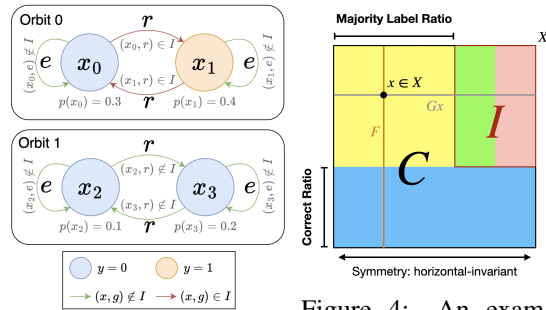 Orbit 0
r
(x₀, r) ∈ I
(x₀, e) ∉ I
e
x₀
x₁
e
(x₁, e) ∉ I
(x₁, r) ∈ I
p(x₀) = 0.3
r
p(x₁) = 0.4
Orbit 1
r
(x₂, r) ∉ I
(x₂, e) ∉ I
e
x₂
x₃
e
(x₃, e) ∉ I
(x₃, r) ∉ I
p(x₂) = 0.1
r
p(x₃) = 0.2
y = 0
y = 1
(x, g) ∉ I
(x, g) ∈ I
Majority Label Ratio
X
x ∈ X
Gx
F
I
C
Correct Ratio
Symmetry: horizontal-invariant
Figure 4: An exam